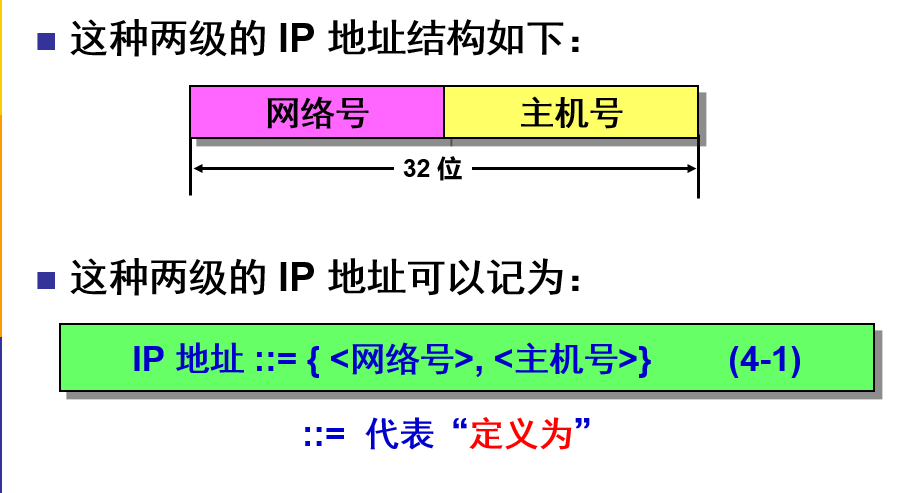 这种两级的 IP 地址结构如下：
网络号 主机号
32 位
这种两级的 IP 地址可以记为：
IP 地址 ::= { <网络号>, <主机号>} (4-1)
::= 代表“定义为”